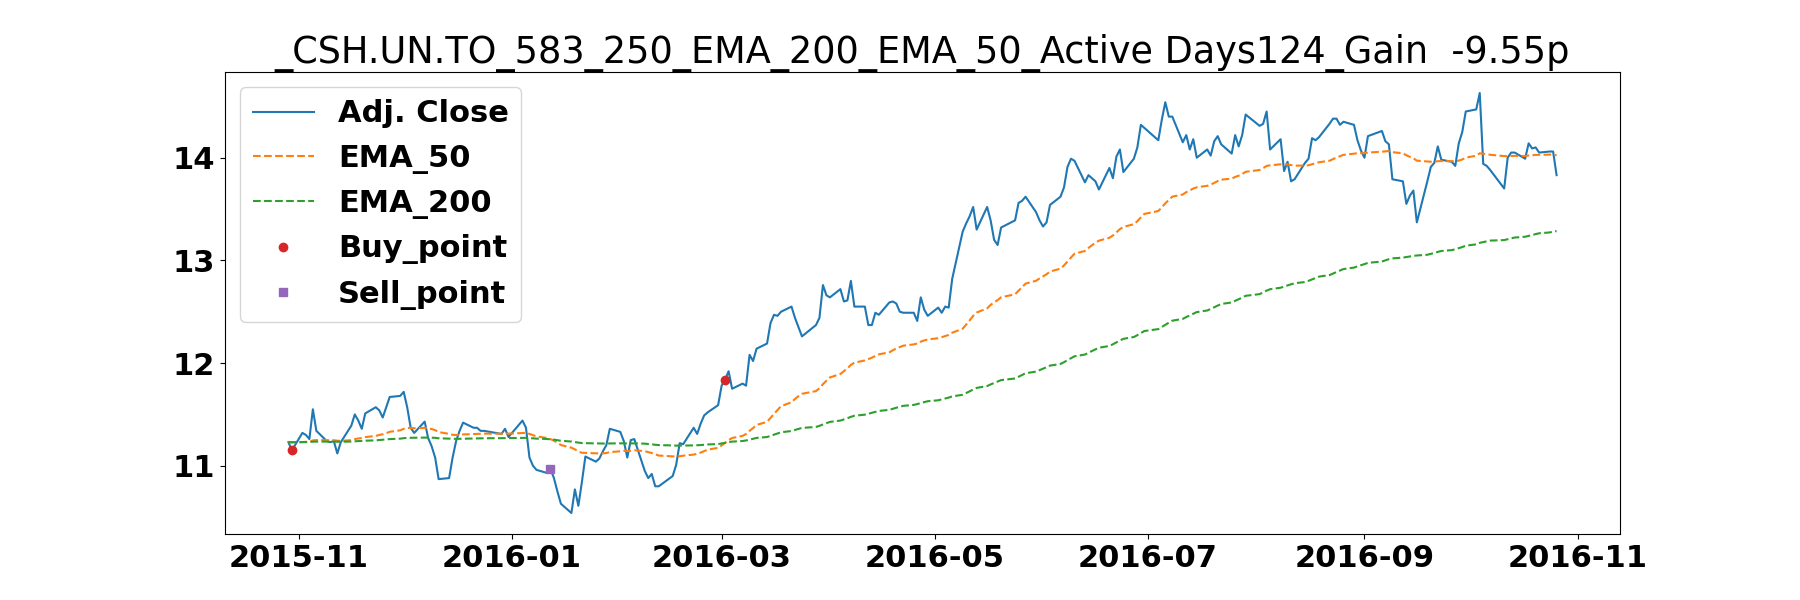 _CSH.UN.TO_583_250_EMA_200_EMA_50_Active Days124_Gain  -9.55p
Adj. Close
EMA_50
EMA_200
Buy_point
Sell_point
14
13
12
11
2015-11 2016-01 2016-03 2016-05 2016-07 2016-09 2016-11